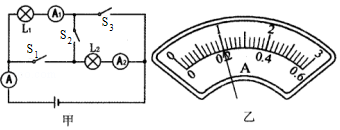 L₁ A₁ S₃
S₂
S₁ L₂ A₂
A
甲
0 1 2 3
0 0.2 0.4 0.6
A
乙